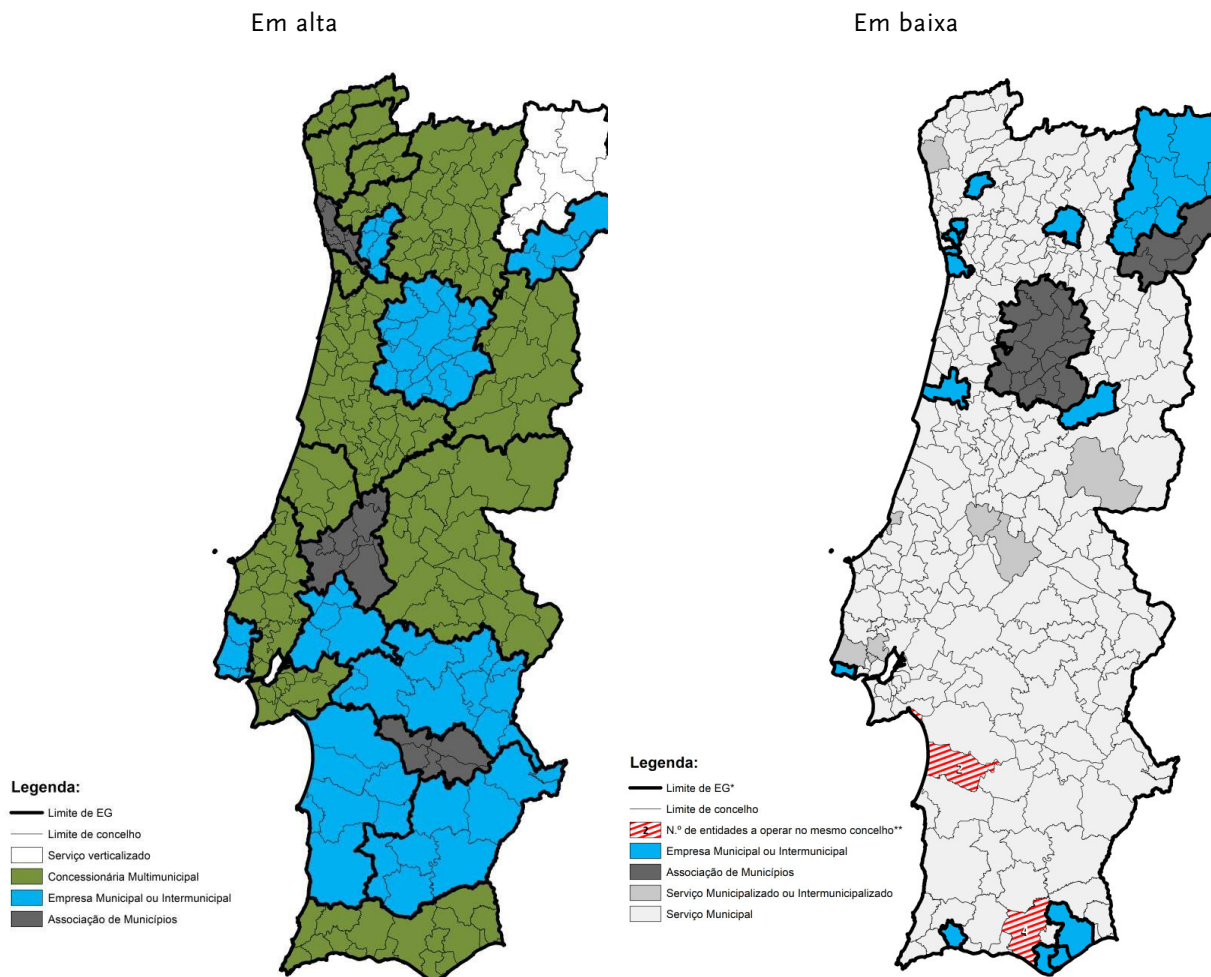 Em alta
Em baixa
Legenda:
Limite de EG
Limite de concelho
Serviço verticalizado
Concessionária Multimunicipal
Empresa Municipal ou Intermunicipal
Associação de Municípios
2
4
Legenda:
Limite de EG*
Limite de concelho
2 N.º de entidades a operar no mesmo concelho**
Empresa Municipal ou Intermunicipal
Associação de Municípios
Serviço Municipalizado ou Intermunicipalizado
Serviço Municipal